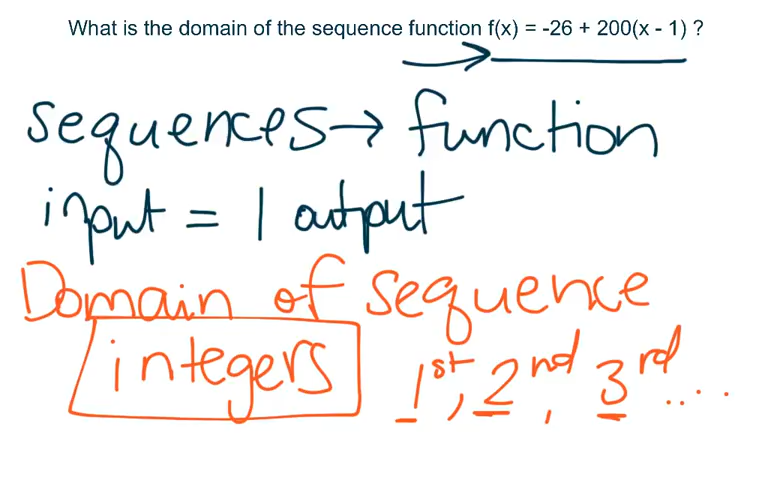 What is the domain of the sequence function f(x) = -26 + 200(x - 1) ?
sequences → function
input = 1 output
Domain of sequence
integers 1st, 2nd, 3rd ....